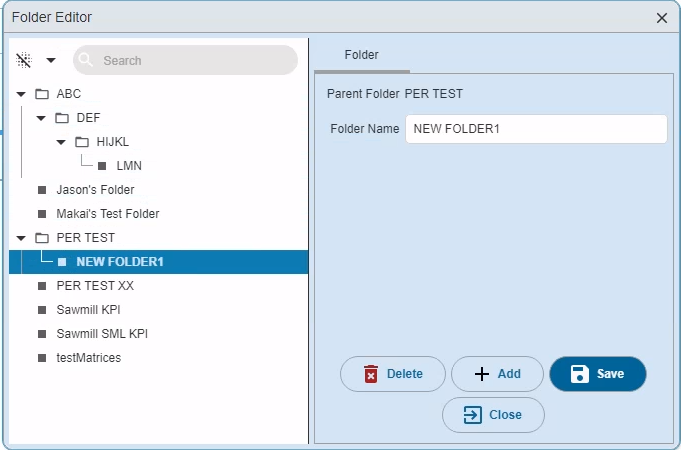 Folder Editor
Search
ABC
DEF
HIJKL
LMN
Jason's Folder
Makai's Test Folder
PER TEST
NEW FOLDER1
PER TEST XX
Sawmill KPI
Sawmill SML KPI
testMatrices
Folder
Parent Folder PER TEST
Folder Name NEW FOLDER1
Delete Add Save
Close